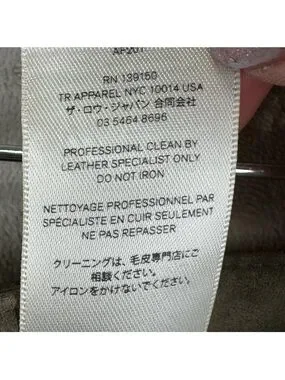 AF201
RN 139150
TR APPAREL NYC 10014 USA
ザ・ロウ・ジャパン 合同会社
03 5464 8696
PROFESSIONAL CLEAN BY
LEATHER SPECIALIST ONLY
DO NOT IRON
NETTOYAGE PROFESSIONNEL PAR
SPÉCIALISTE EN CUIR SEULEMENT
NE PAS REPASSER
クリーニングは、毛皮専門店にご
相談ください。
アイロンをかけないでください。